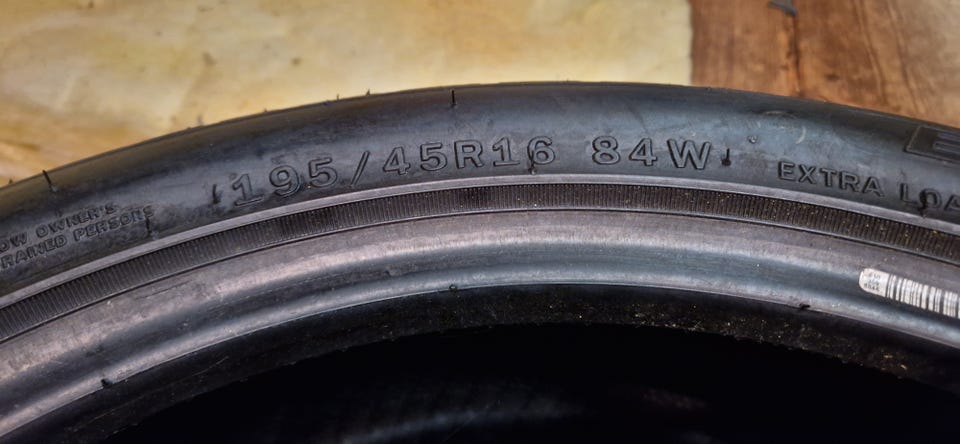 195/45R16 84W
EXTRA LOA
OW OWNER'S
RAINED PERSONS